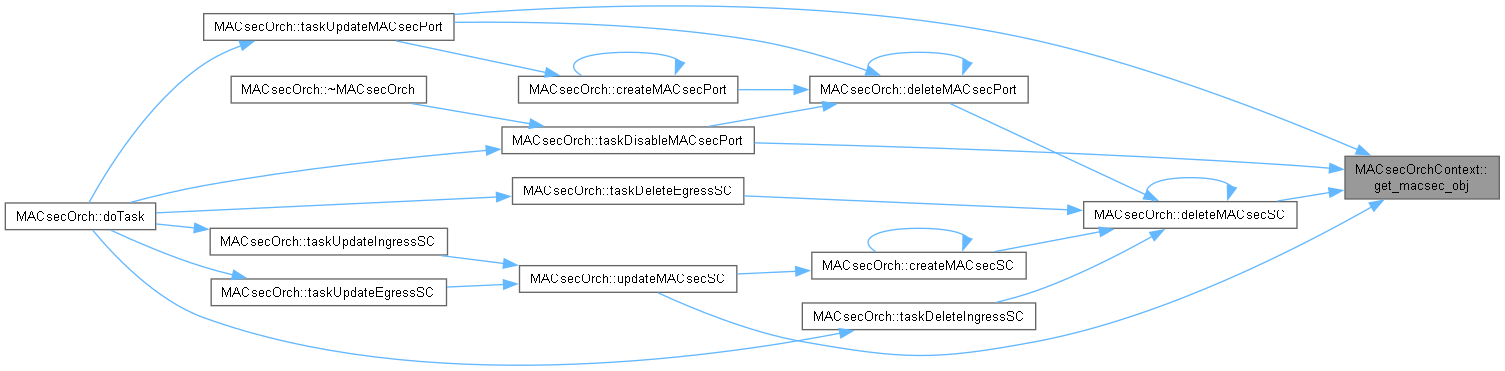 MACsecOrch::taskUpdateMACsecPort
MACsecOrch::~MACsecOrch
MACsecOrch::createMACsecPort
MACsecOrch::deleteMACsecPort
MACsecOrch::taskDisableMACsecPort
MACsecOrchContext::
get_macsec_obj
MACsecOrch::taskDeleteEgressSC
MACsecOrch::doTask
MACsecOrch::deleteMACsecSC
MACsecOrch::taskUpdateIngressSC
MACsecOrch::createMACsecSC
MACsecOrch::updateMACsecSC
MACsecOrch::taskUpdateEgressSC
MACsecOrch::taskDeleteIngressSC